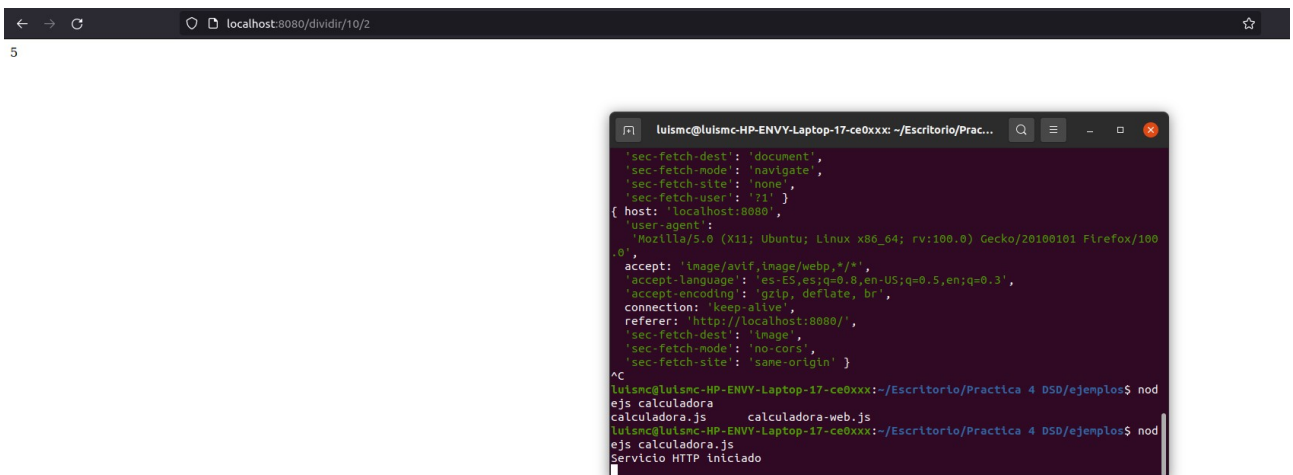 localhost:8080/dividir/10/2
5
luismc@luismc-HP-ENVY-Laptop-17-ce0xxx: ~/Escritorio/Prac...
'sec-fetch-dest': 'document',
'sec-fetch-mode': 'navigate',
'sec-fetch-site': 'none',
'sec-fetch-user': '?1' }
{ host: 'localhost:8080',
'user-agent':
'Mozilla/5.0 (X11; Ubuntu; Linux x86_64; rv:100.0) Gecko/20100101 Firefox/100
.0',
accept: 'image/avif,image/webp,*/*',
'accept-language': 'es-ES,es;q=0.8,en-US;q=0.5,en;q=0.3',
'accept-encoding': 'gzip, deflate, br',
connection: 'keep-alive',
referer: 'http://localhost:8080/',
'sec-fetch-dest': 'image',
'sec-fetch-mode': 'no-cors',
'sec-fetch-site': 'same-origin' }
^C
luismc@luismc-HP-ENVY-Laptop-17-ce0xxx:~/Escritorio/Practica 4 DSD/ejemplos$ nod
ejs calculadora
calculadora.js calculadora-web.js
luismc@luismc-HP-ENVY-Laptop-17-ce0xxx:~/Escritorio/Practica 4 DSD/ejemplos$ nod
ejs calculadora.js
Servicio HTTP iniciado